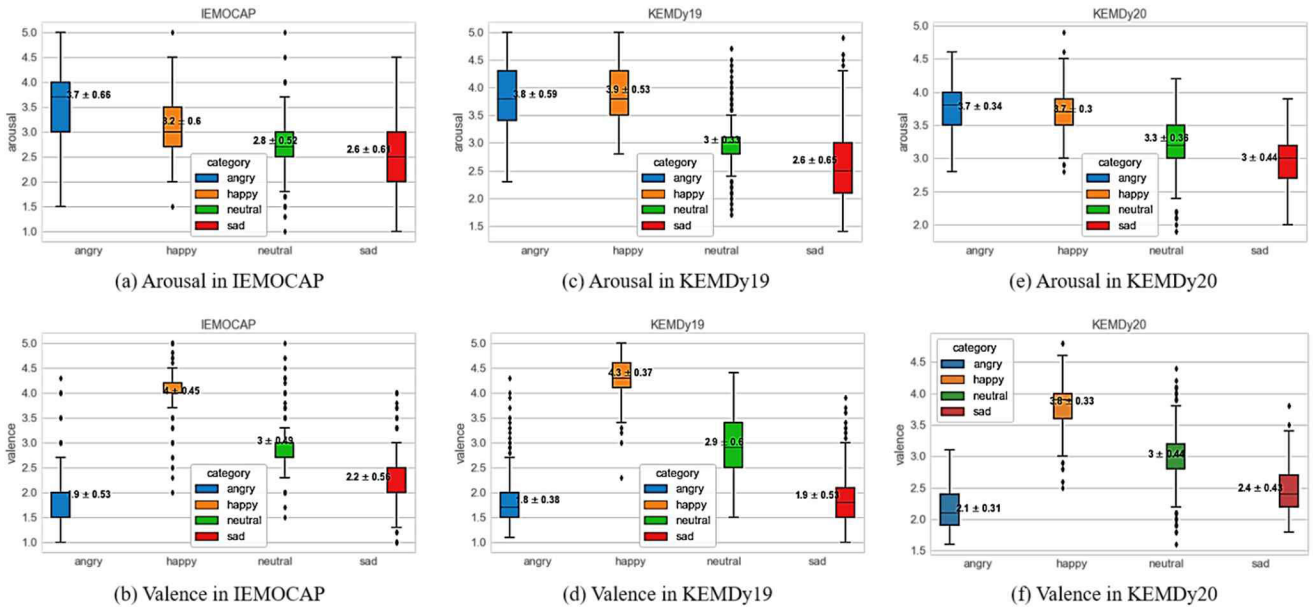 IEMOCAP
5.0
4.5
4.0
3.5
3.0
2.5
2.0
1.5
1.0
arousal
3.7 ± 0.66
3.2 ± 0.6
2.8 ± 0.52
2.6 ± 0.61
category
angry
happy
neutral
sad
angry happy neutral sad
(a) Arousal in IEMOCAP
KEMDy19
5.0
4.5
4.0
3.5
3.0
2.5
2.0
1.5
arousal
3.8 ± 0.59
3.9 ± 0.53
3 ± 0.33
2.6 ± 0.65
category
angry
happy
neutral
sad
angry happy neutral sad
(c) Arousal in KEMDy19
KEMDy20
5.0
4.5
4.0
3.5
3.0
2.5
2.0
arousal
3.7 ± 0.34
3.7 ± 0.3
3.3 ± 0.36
3 ± 0.44
category
angry
happy
neutral
sad
angry happy neutral sad
(e) Arousal in KEMDy20
IEMOCAP
5.0
4.5
4.0
3.5
3.0
2.5
2.0
1.5
1.0
valence
1.9 ± 0.53
4 ± 0.45
3 ± 0.49
2.2 ± 0.56
category
angry
happy
neutral
sad
angry happy neutral sad
(b) Valence in IEMOCAP
KEMDy19
5.0
4.5
4.0
3.5
3.0
2.5
2.0
1.5
1.0
valence
.8 ± 0.38
4.3 ± 0.37
2.9 ± 0.6
1.9 ± 0.53
category
angry
happy
neutral
sad
angry happy neutral sad
(d) Valence in KEMDy19
KEMDy20
4.5
4.0
3.5
3.0
2.5
2.0
1.5
valence
category
angry
happy
neutral
sad
2.1 ± 0.31
3.8 ± 0.33
3 ± 0.44
2.4 ± 0.43
angry happy neutral sad
(f) Valence in KEMDy20